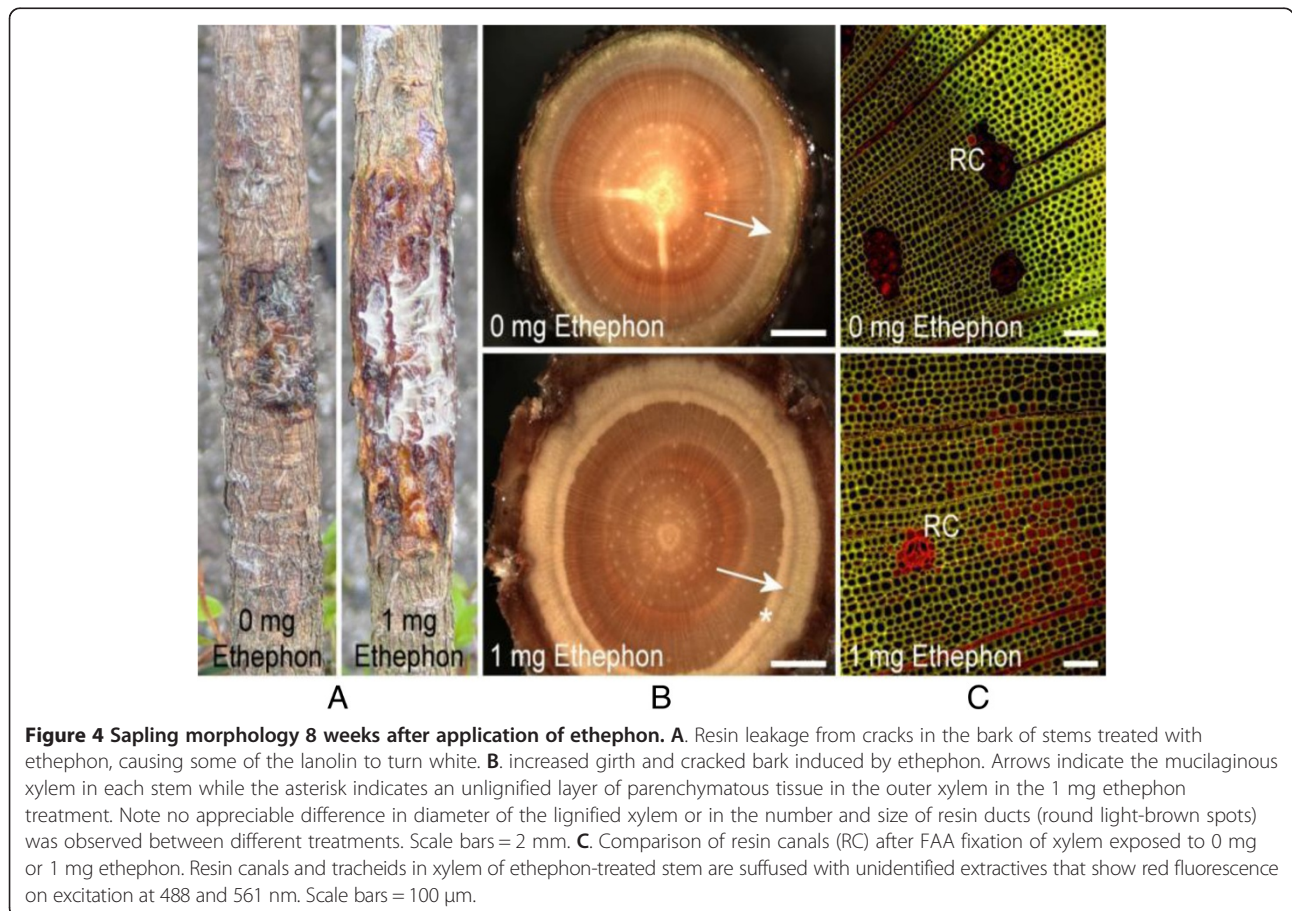 0 mg
Ethephon
1 mg
Ethephon
0 mg Ethephon
1 mg Ethephon
*
RC
0 mg Ethephon
RC
1 mg Ethephon
A
B
C
Figure 4 Sapling morphology 8 weeks after application of ethephon. A. Resin leakage from cracks in the bark of stems treated with
ethephon, causing some of the lanolin to turn white. B. increased girth and cracked bark induced by ethephon. Arrows indicate the mucilaginous
xylem in each stem while the asterisk indicates an unlignified layer of parenchymatous tissue in the outer xylem in the 1 mg ethephon
treatment. Note no appreciable difference in diameter of the lignified xylem or in the number and size of resin ducts (round light-brown spots)
was observed between different treatments. Scale bars = 2 mm. C. Comparison of resin canals (RC) after FAA fixation of xylem exposed to 0 mg
or 1 mg ethephon. Resin canals and tracheids in xylem of ethephon-treated stem are suffused with unidentified extractives that show red fluorescence
on excitation at 488 and 561 nm. Scale bars = 100 μm.